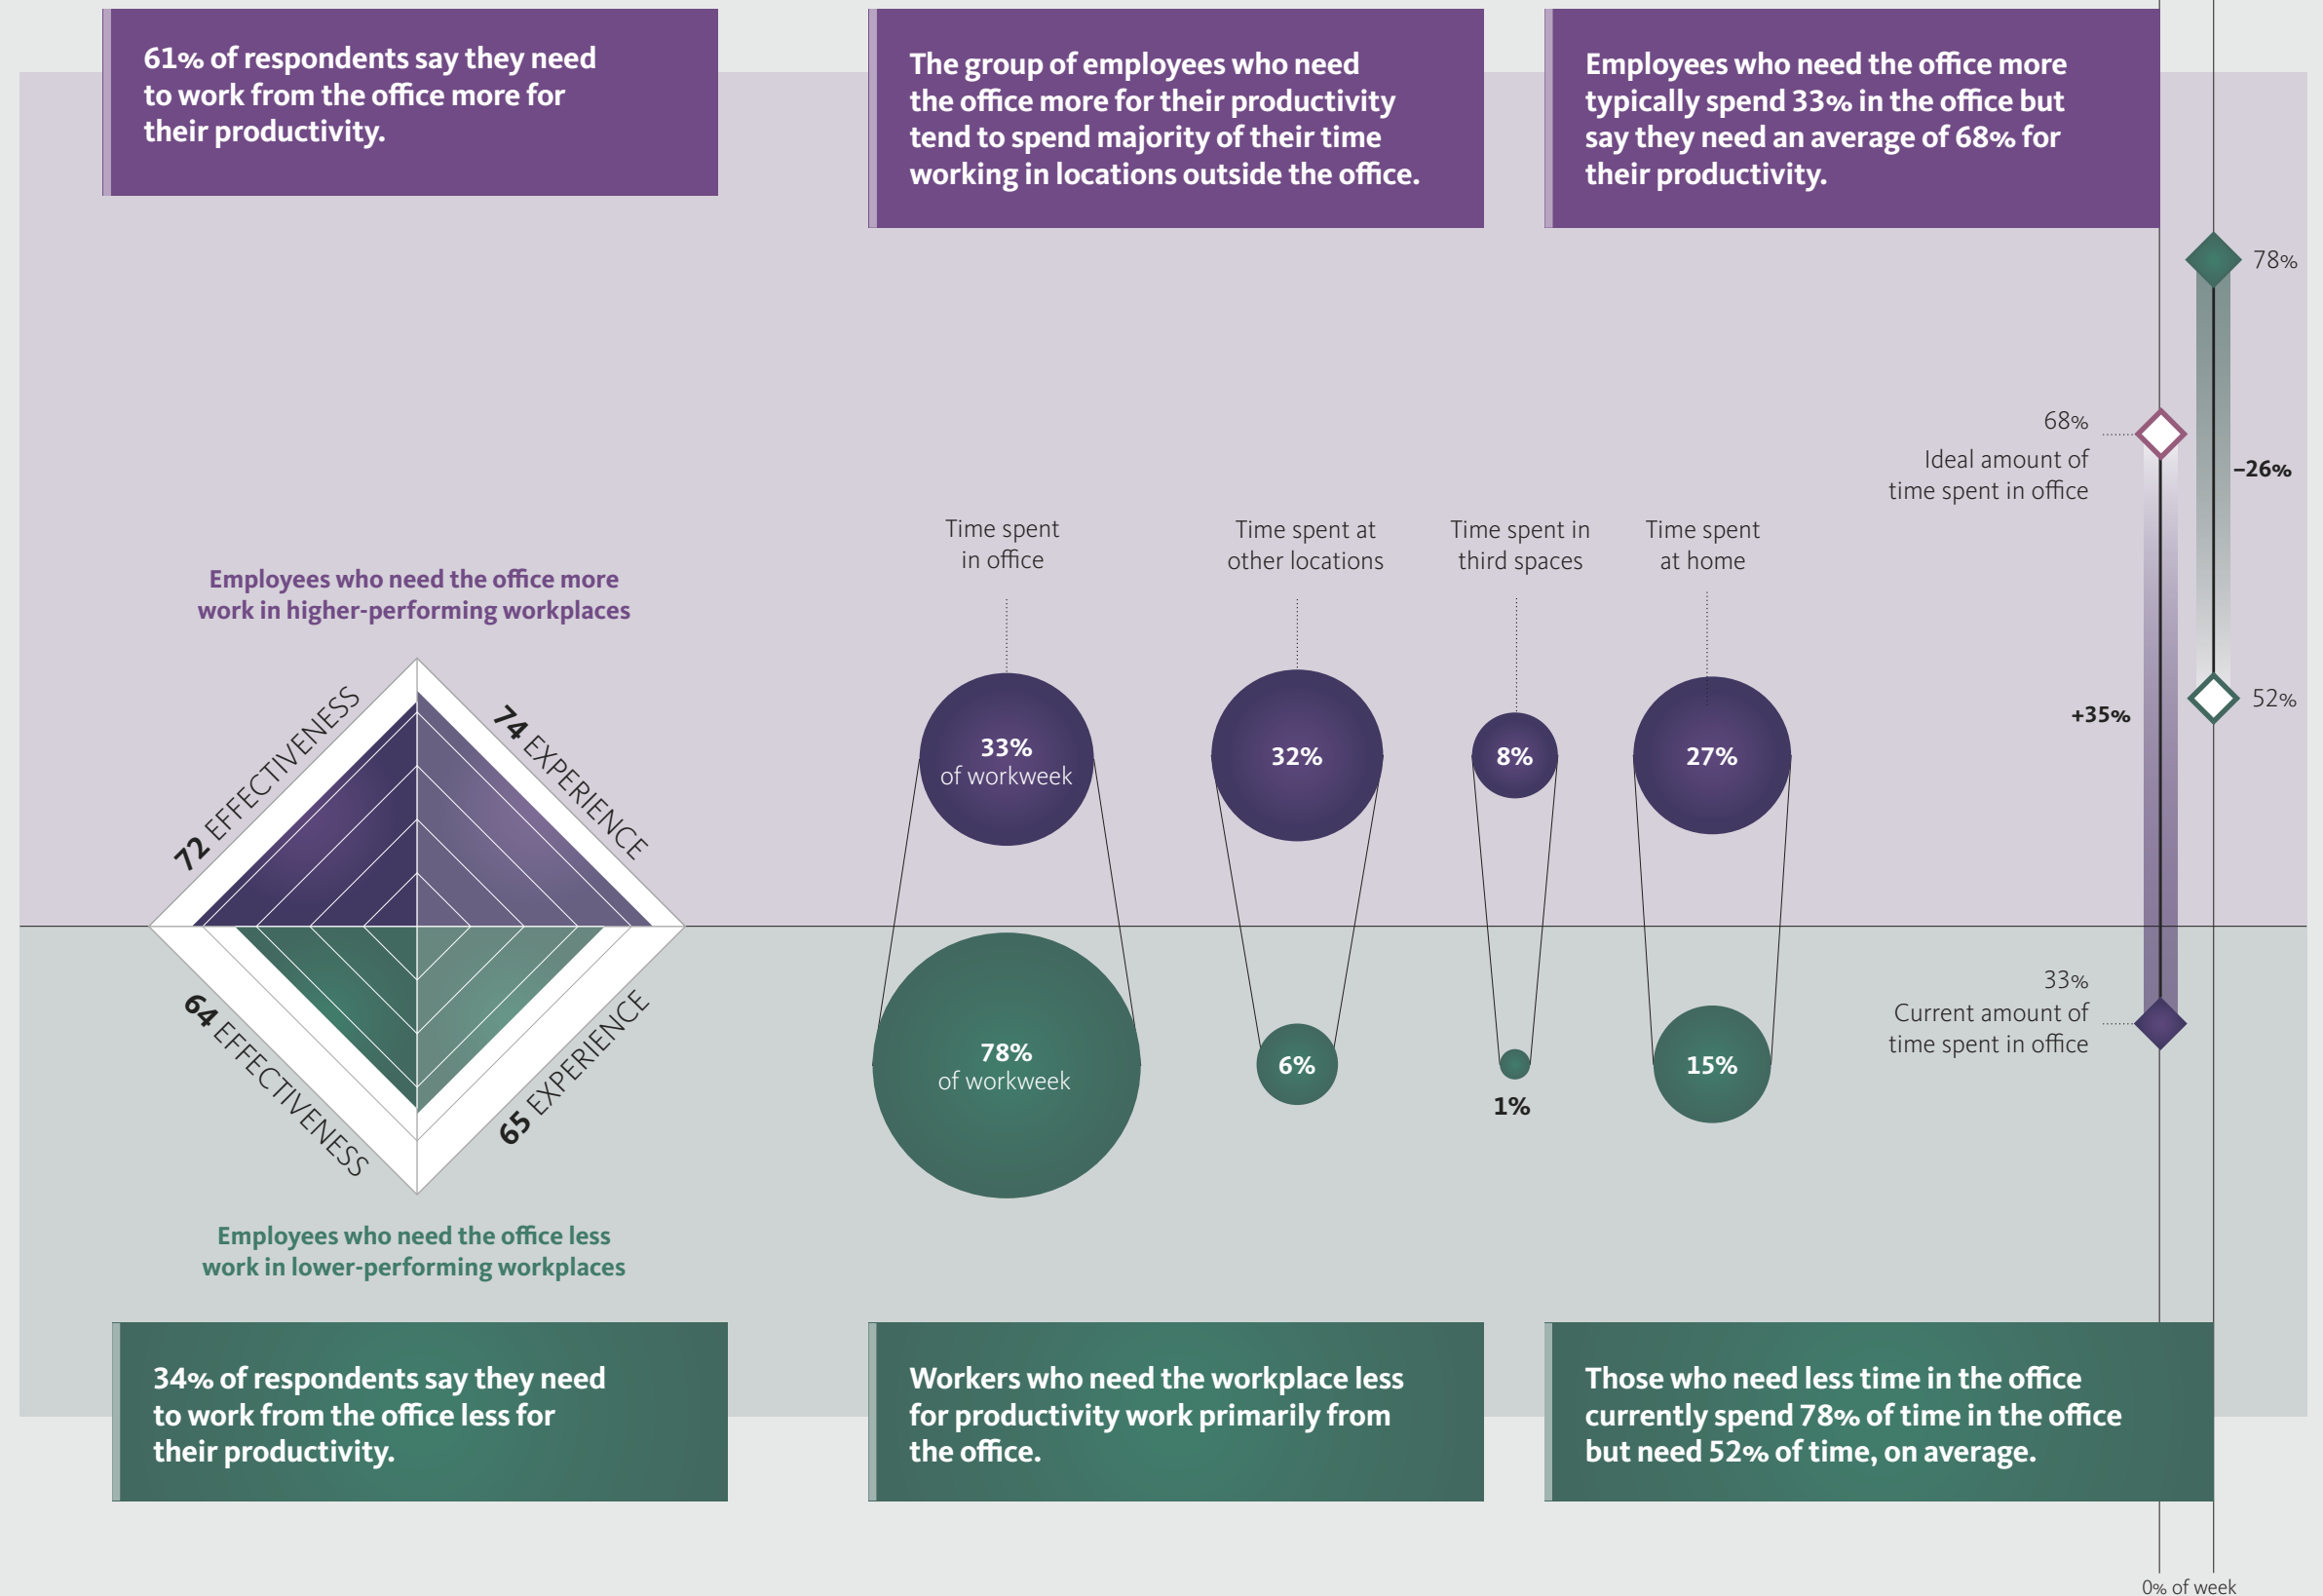 61% of respondents say they need
to work from the office more for
their productivity.
The group of employees who need
the office more for their productivity
tend to spend majority of their time
working in locations outside the office.
Employees who need the office more
typically spend 33% in the office but
say they need an average of 68% for
their productivity.
78%
68%
Ideal amount of
time spent in office
–26%
Time spent
in office
Time spent at
other locations
Time spent in
third spaces
Time spent
at home
Employees who need the office more
work in higher-performing workplaces
52%
+35%
72 EFFECTIVENESS
74 EXPERIENCE
33%
of workweek
32%
8%
27%
33%
Current amount of
time spent in office
64 EFFECTIVENESS
65 EXPERIENCE
78%
of workweek
6%
1%
15%
Employees who need the office less
work in lower-performing workplaces
34% of respondents say they need
to work from the office less for
their productivity.
Workers who need the workplace less
for productivity work primarily from
the office.
Those who need less time in the office
currently spend 78% of time in the office
but need 52% of time, on average.
0% of week